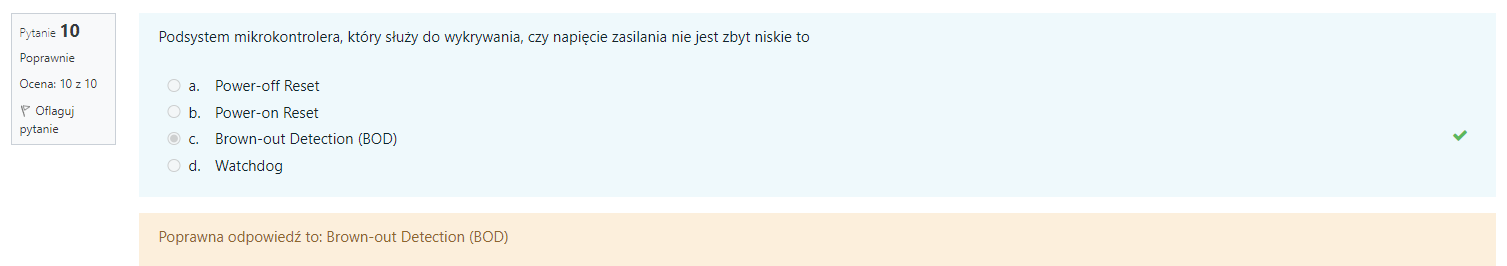 Pytanie 10
Poprawnie
Ocena: 10 z 10
Oflaguj
pytanie
Podsystem mikrokontrolera, który służy do wykrywania, czy napięcie zasilania nie jest zbyt niskie to
a. Power-off Reset
b. Power-on Reset
c. Brown-out Detection (BOD)
d. Watchdog
Poprawna odpowiedź to: Brown-out Detection (BOD)